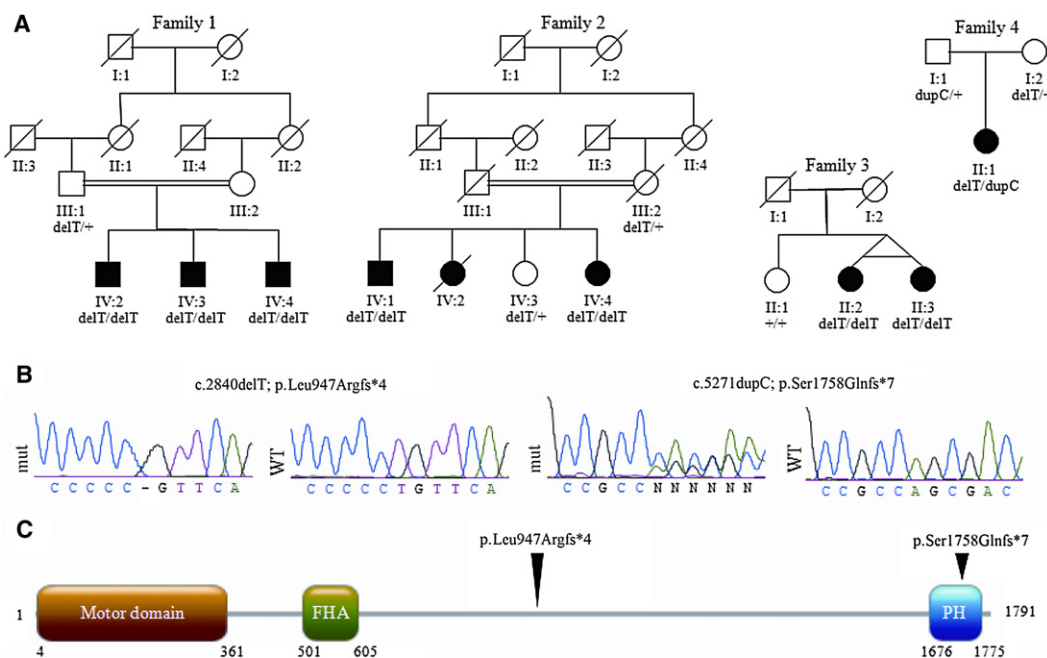 A
Family 1
I:1
I:2
II:3
II:1
II:4
II:2
III:1
delT/+
III:2
IV:2
delT/delT
IV:3
delT/delT
IV:4
delT/delT
Family 2
I:1
I:2
II:1
II:2
II:3
II:4
III:1
III:2
delT/+
IV:1
delT/delT
IV:2
IV:3
delT/+
IV:4
delT/delT
Family 3
I:1
I:2
II:1
+/+
II:2
delT/delT
II:3
delT/delT
Family 4
I:1
dupC/+
I:2
delT/+
II:1
delT/dupC
B
c.2840delT; p.Leu947Argfs*4
c.5271dupC; p.Ser1758Glnfs*7
mut
C C C C C - G T T C A
WT
C C C C C T G T T C A
mut
C C G C C N N N N N N
WT
C C G C C A G C G A C
C
p.Leu947Argfs*4
p.Ser1758Glnfs*7
1
Motor domain
FHA
PH
1791
4
361
501
605
1676
1775